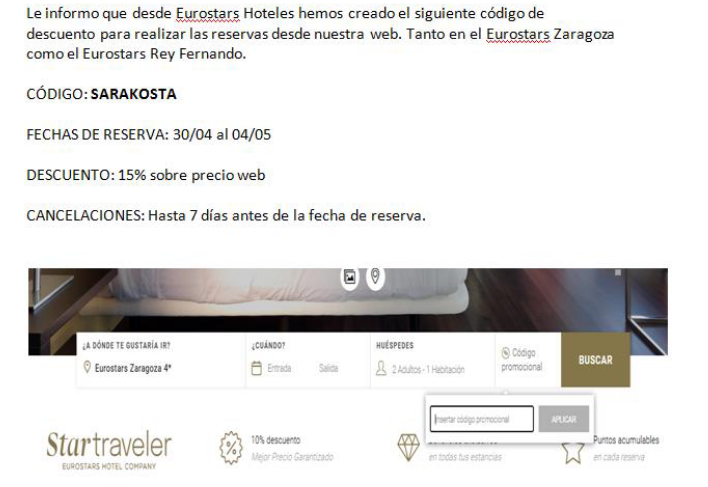 Le informo que desde Eurostars Hoteles hemos creado el siguiente código de
descuento para realizar las reservas desde nuestra web. Tanto en el Eurostars Zaragoza
como el Eurostars Rey Fernando.
CÓDIGO: SARAKOSTA
FECHAS DE RESERVA: 30/04 al 04/05
DESCUENTO: 15% sobre precio web
CANCELACIONES: Hasta 7 días antes de la fecha de reserva.
¿A DÓNDE TE GUSTARÍA IR?
Eurostars Zaragoza 4*
¿CUÁNDO?
Entrada Salida
HUÉSPEDES
2 Adultos - 1 Habitación
Código
promocional
BUSCAR
Insertar código promocional
APLICAR
Startraveler
EUROSTARS HOTEL COMPANY
10% descuento
Mejor Precio Garantizado
en todas tus estancias
Puntos acumulables
en cada reserva